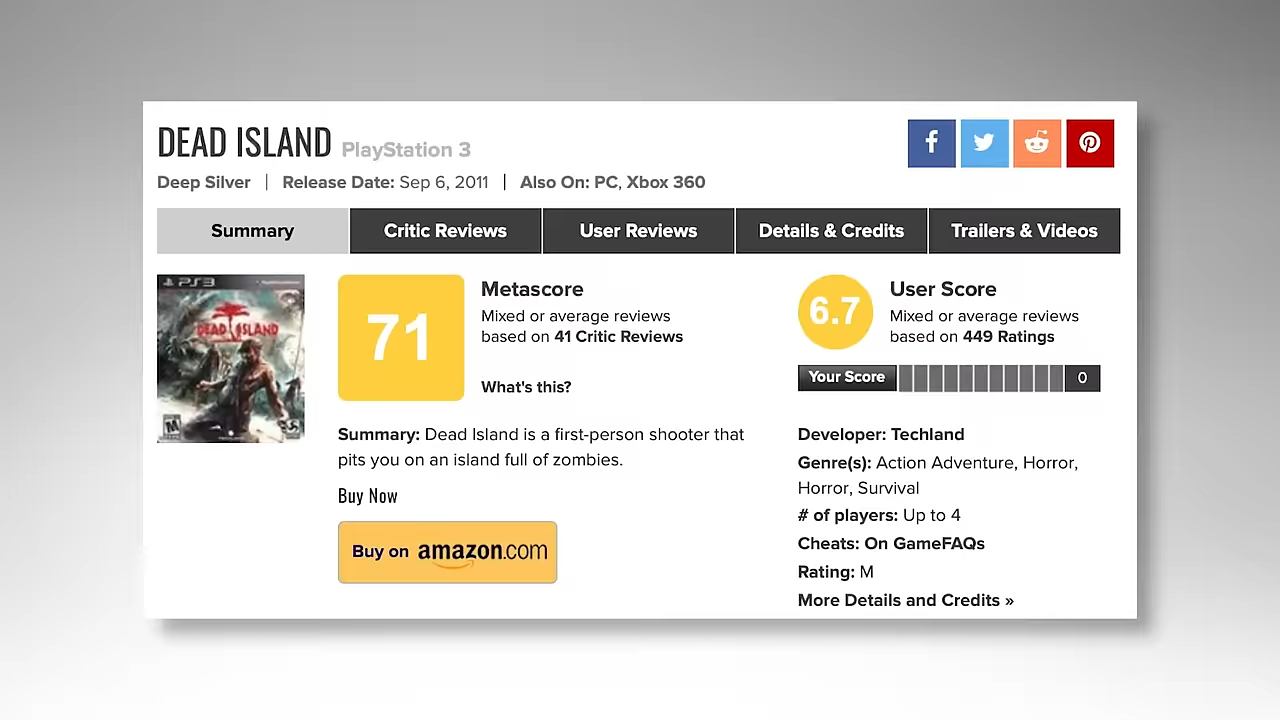 DEAD ISLAND PlayStation 3
Deep Silver | Release Date: Sep 6, 2011 | Also On: PC, Xbox 360
Summary
Critic Reviews
User Reviews
Details & Credits
Trailers & Videos
PS3
DEAD ISLAND
M
71
Metascore
Mixed or average reviews
based on 41 Critic Reviews
What's this?
6.7
User Score
Mixed or average reviews
based on 449 Ratings
Your Score
0
Summary: Dead Island is a first-person shooter that
pits you on an island full of zombies.
Buy Now
Buy on amazon.com
Developer: Techland
Genre(s): Action Adventure, Horror,
Horror, Survival
# of players: Up to 4
Cheats: On GameFAQs
Rating: M
More Details and Credits »